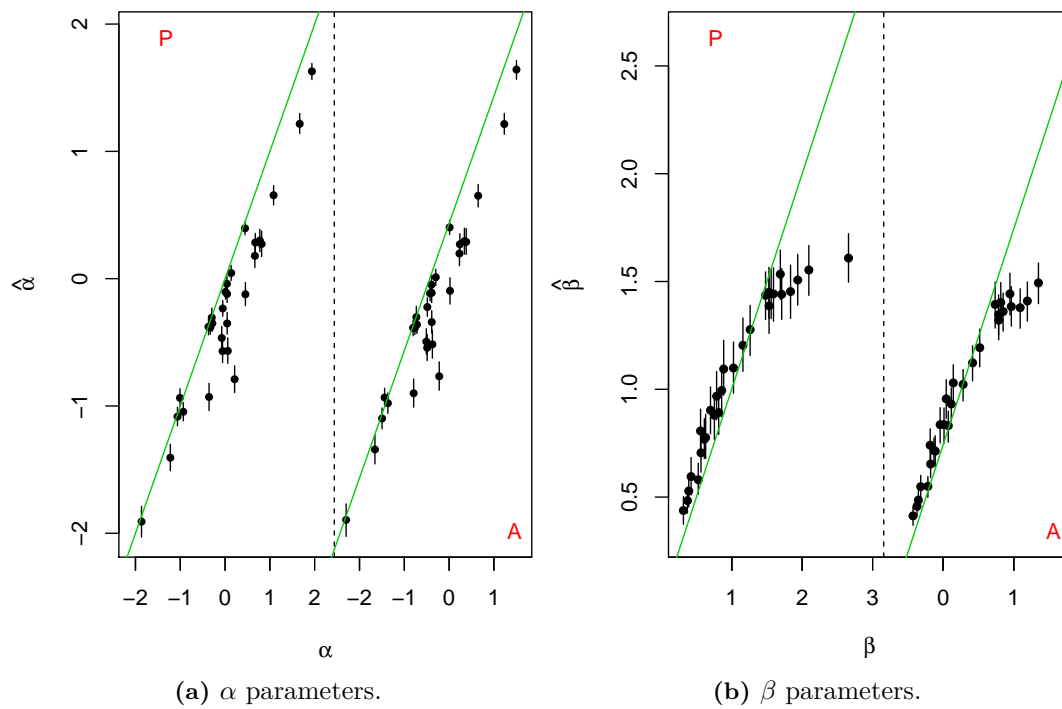 P
A
α̂
2
1
0
−1
−2
−2 −1 0 1 2 −1 0 1
α
P
A
β̂
2.5
2.0
1.5
1.0
0.5
1 2 3 0 1
β
(a) α parameters.
(b) β parameters.